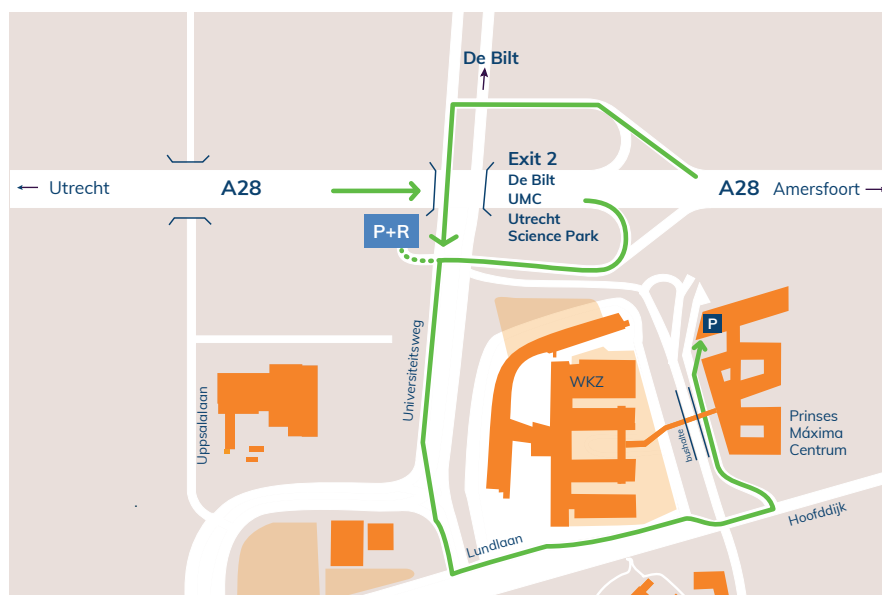 De Bilt
Exit 2
De Bilt
UMC
Utrecht
Science Park
Utrecht
A28
A28
Amersfoort
P+R
P
Universiteitsweg
Uppsalalaan
WKZ
bushalte
Prinses
Máxima
Centrum
Hoofddijk
Lundlaan